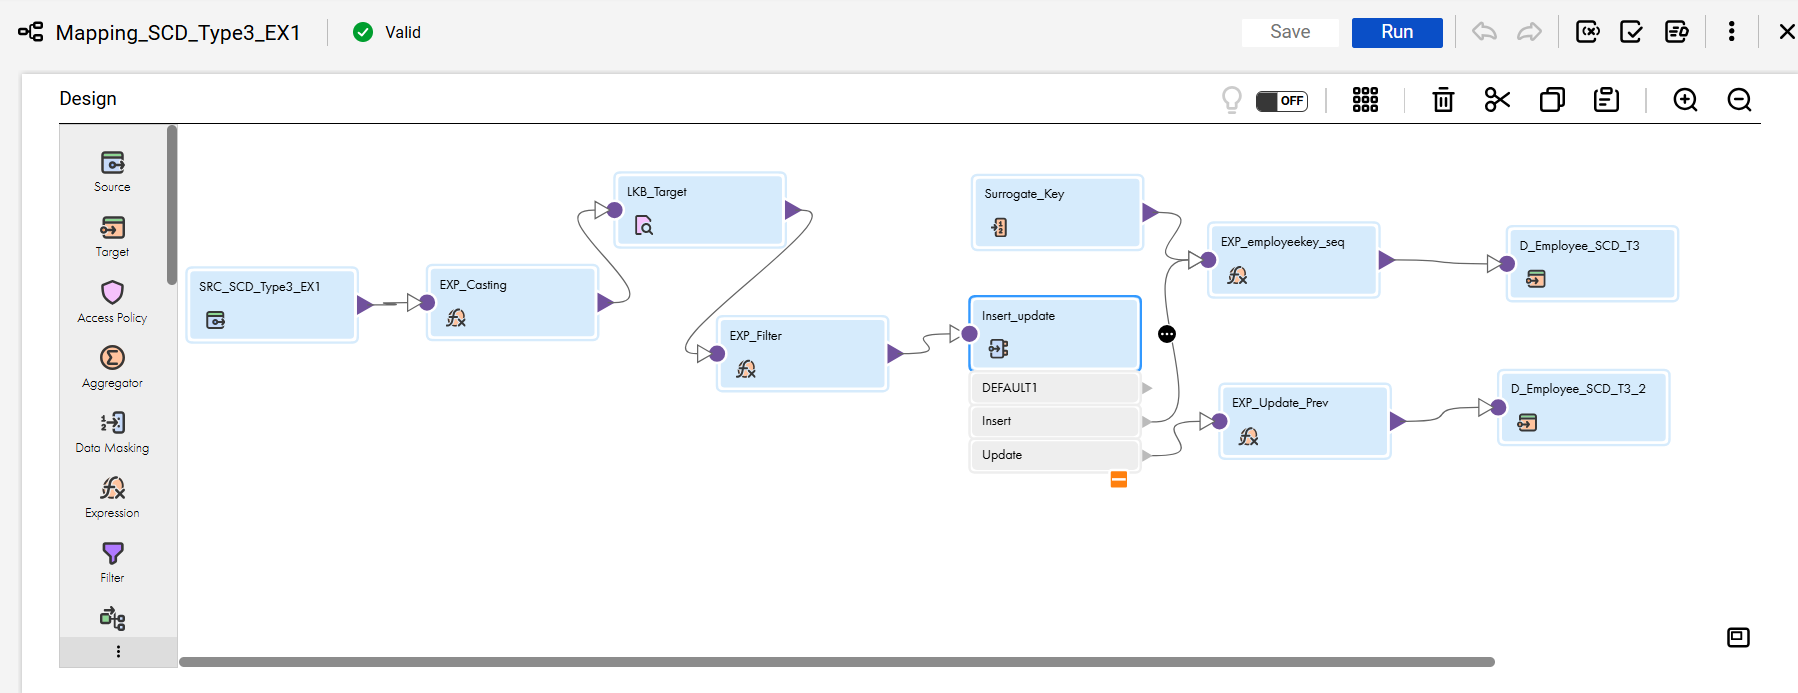 Mapping_SCD_Type3_EX1
Valid
Save
Run
Design
OFF
Source
Target
Access Policy
Aggregator
Data Masking
Expression
Filter
SRC_SCD_Type3_EX1
EXP_Casting
LKB_Target
EXP_Filter
Surrogate_Key
Insert_update
DEFAULT1
Insert
Update
EXP_employeekey_seq
D_Employee_SCD_T3
EXP_Update_Prev
D_Employee_SCD_T3_2